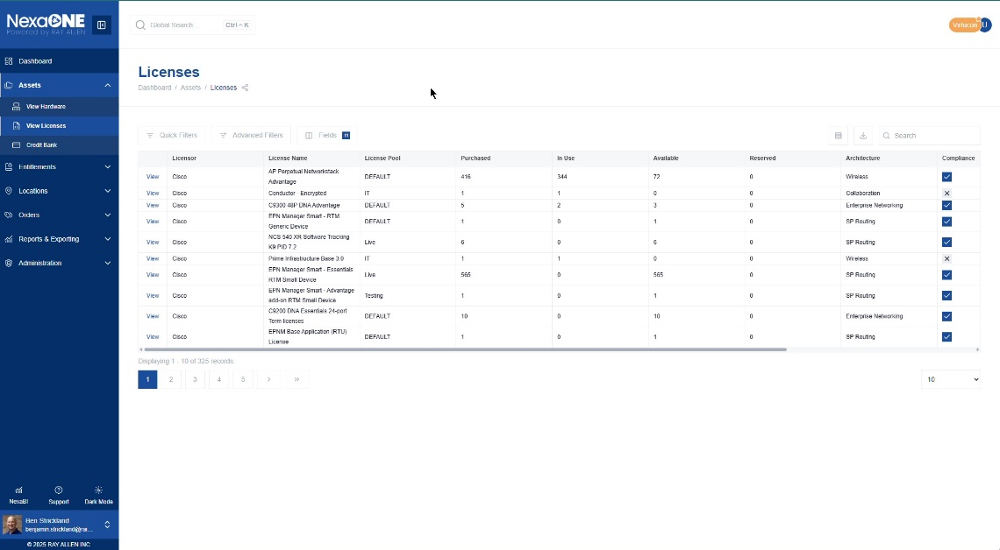 NexaONE
Powered by RAY ALLEN
Global Search... Ctrl ^ K
Virtucon U
Dashboard
Assets
View Hardware
View Licenses
Credit Bank
Entitlements
Locations
Orders
Reports & Exporting
Administration
NexaBI Support Dark Mode
Ben Strickland
benjamin.strickland@rai...
© 2025 RAY ALLEN INC
Licenses
Dashboard / Assets / Licenses
Quick Filters Advanced Filters Fields 11 Search
Licensor License Name License Pool Purchased In Use Available Reserved Architecture Compliance
View Cisco AP Perpetual Networkstack Advantage DEFAULT 416 344 72 0 Wireless
View Cisco Conductor - Encrypted IT 1 1 0 0 Collaboration
View Cisco C9300 48P DNA Advantage DEFAULT 5 2 3 0 Enterprise Networking
View Cisco EPN Manager Smart - RTM Generic Device DEFAULT 1 0 1 0 SP Routing
View Cisco NCS 540 XR Software Tracking K9 PID 7.2 Live 6 0 6 0 SP Routing
View Cisco Prime Infrastructure Base 3.0 IT 1 1 0 0 Wireless
View Cisco EPN Manager Smart - Essentials RTM Small Device Live 565 0 565 0 SP Routing
View Cisco EPN Manager Smart - Advantage add-on RTM Small Device Testing 1 0 1 0 SP Routing
View Cisco C9200 DNA Essentials 24-port Term licenses DEFAULT 10 0 10 0 Enterprise Networking
View Cisco EPNM Base Application (RTU) License DEFAULT 1 0 1 0 SP Routing
Displaying 1 - 10 of 325 records.
1 2 3 4 5 › » 10